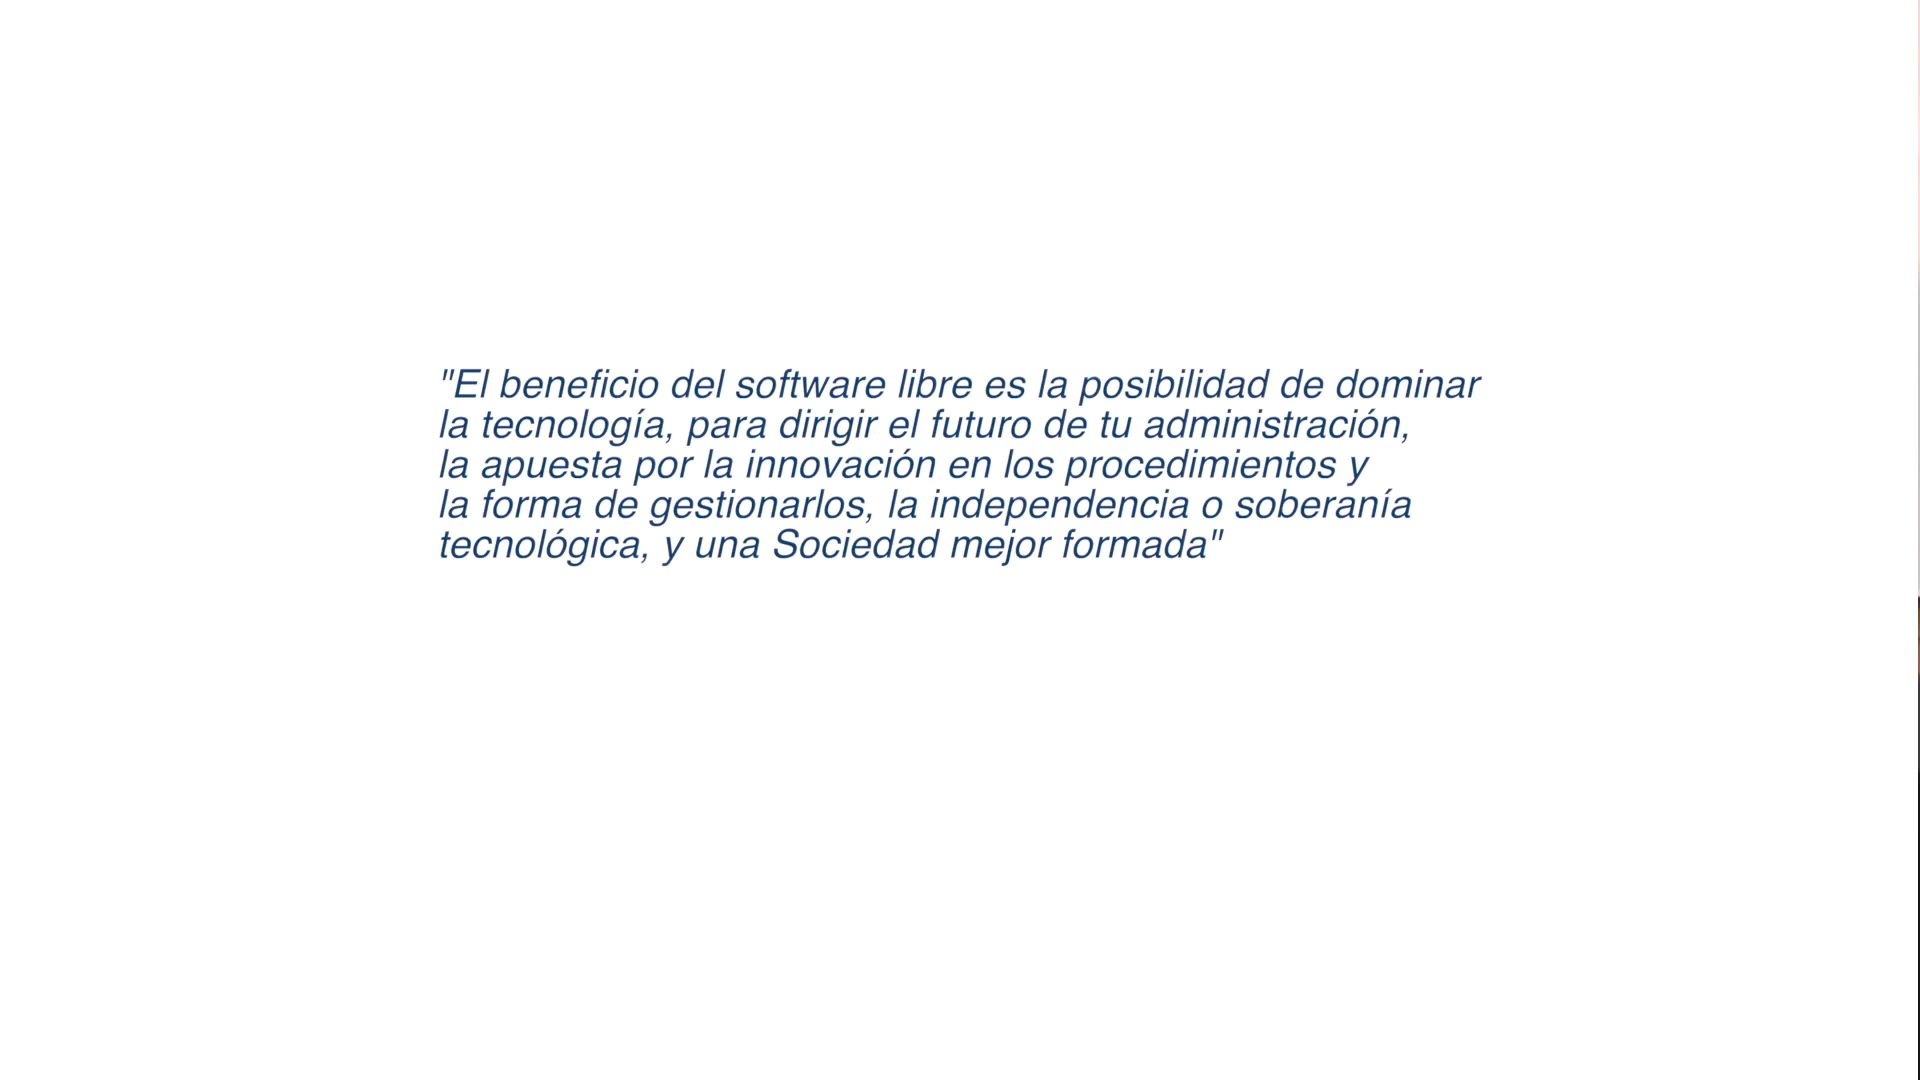 "El beneficio del software libre es la posibilidad de dominar
la tecnología, para dirigir el futuro de tu administración,
la apuesta por la innovación en los procedimientos y
la forma de gestionarlos, la independencia o soberanía
tecnológica, y una Sociedad mejor formada"